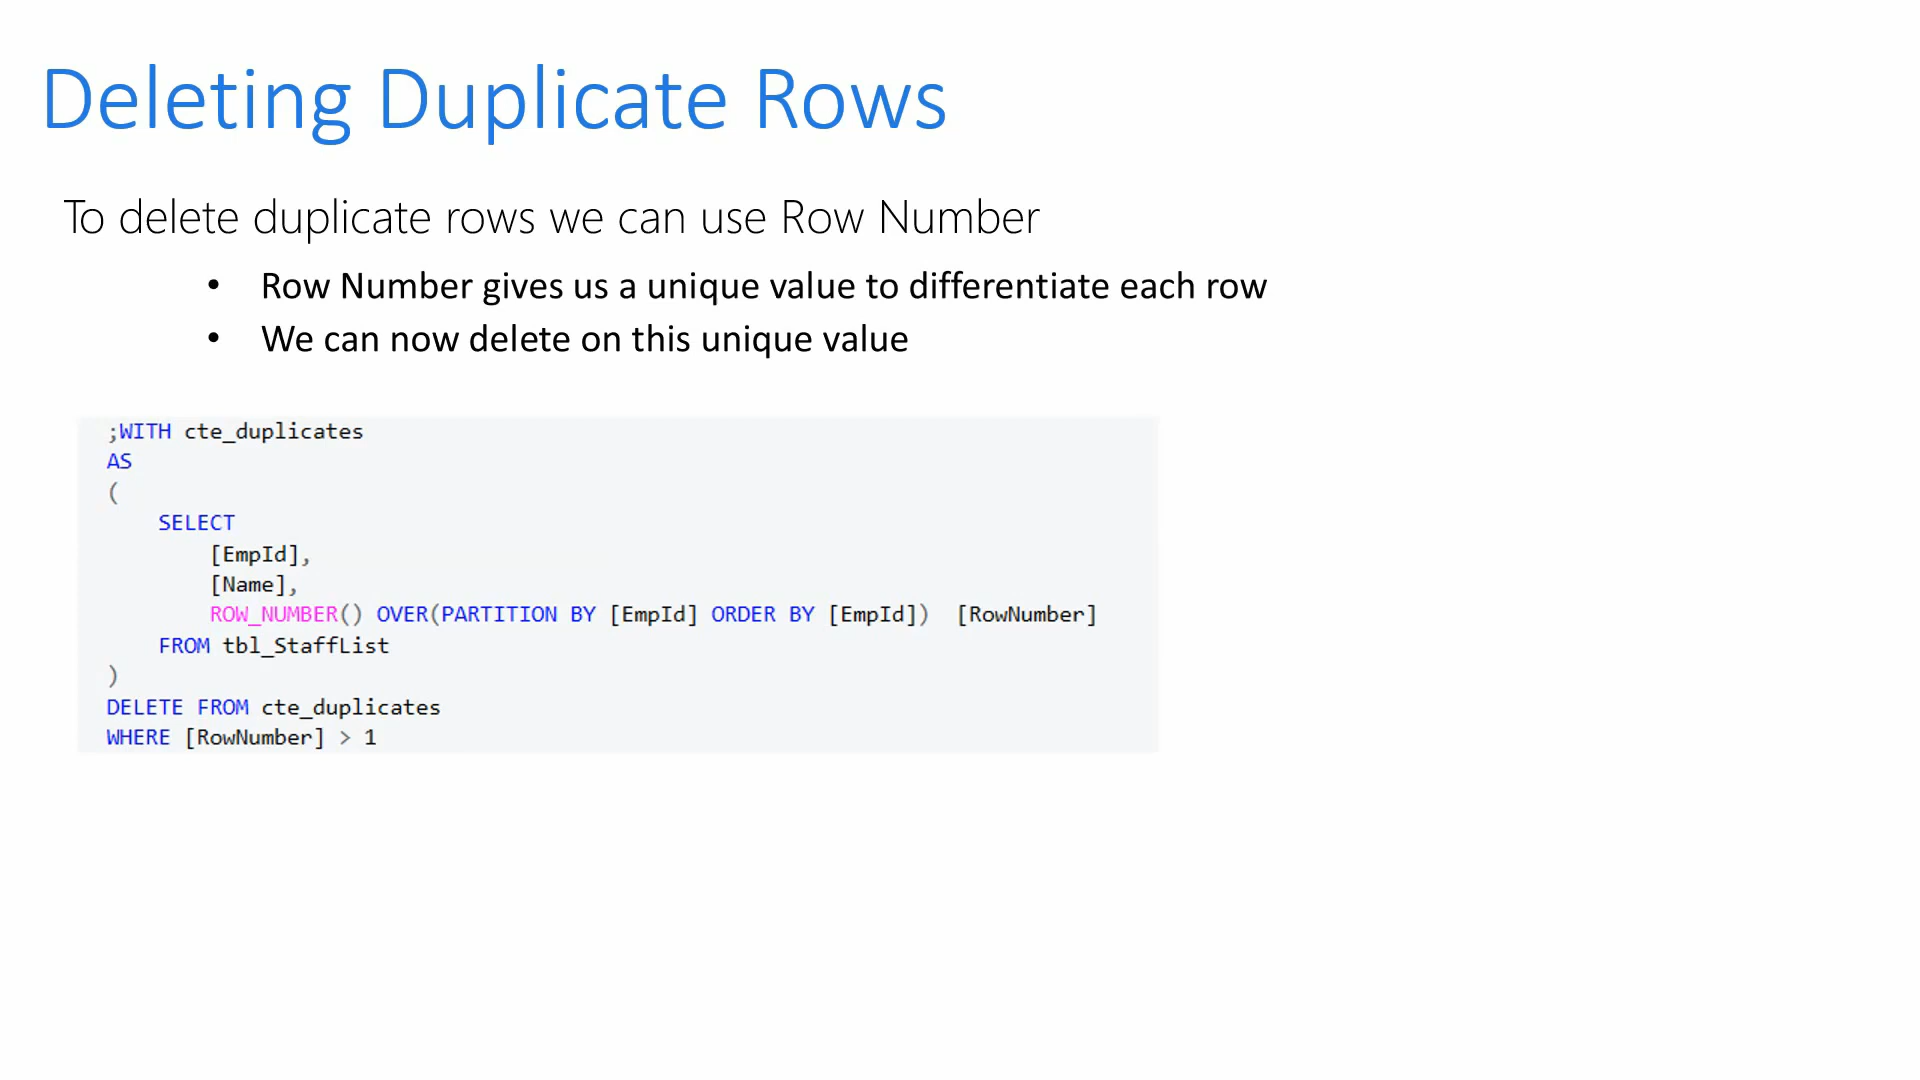 Deleting Duplicate Rows
To delete duplicate rows we can use Row Number
• Row Number gives us a unique value to differentiate each row
• We can now delete on this unique value
;WITH cte_duplicates
AS
(
    SELECT
        [EmpId],
        [Name],
        ROW_NUMBER() OVER(PARTITION BY [EmpId] ORDER BY [EmpId])  [RowNumber]
    FROM tbl_StaffList
)
DELETE FROM cte_duplicates
WHERE [RowNumber] > 1